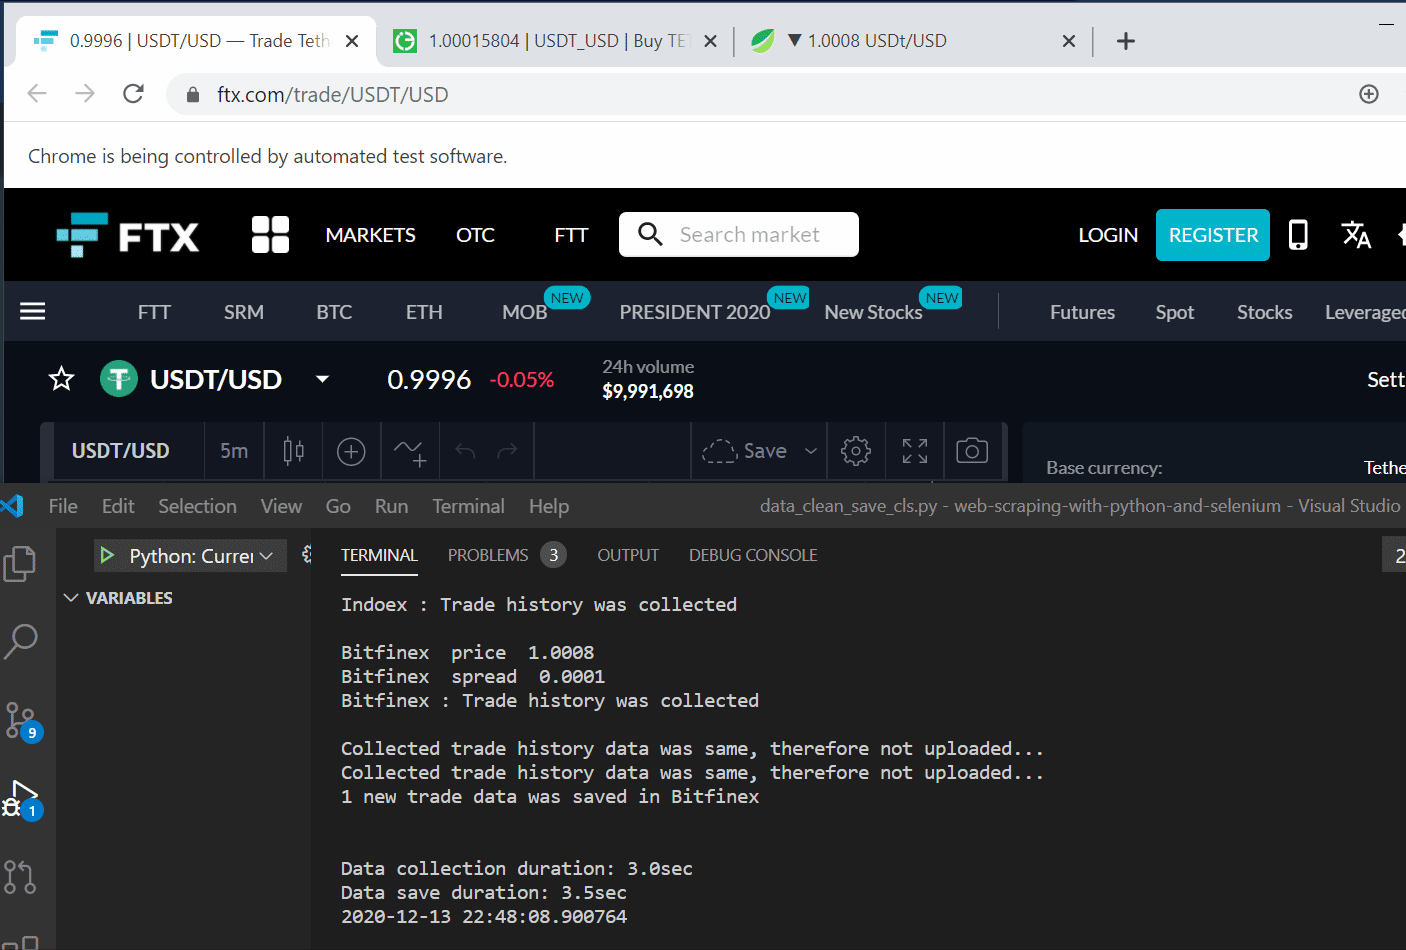 0.9996 | USDT/USD — Trade Teth
1.00015804 | USDT_USD | Buy TET
▼ 1.0008 USDt/USD
ftx.com/trade/USDT/USD
Chrome is being controlled by automated test software.
FTX
MARKETS
OTC
FTT
Search market
LOGIN
REGISTER
FTT
SRM
BTC
ETH
MOB
NEW
PRESIDENT 2020
NEW
New Stocks
NEW
Futures
Spot
Stocks
Leveraged
USDT/USD
0.9996
-0.05%
24h volume
$9,991,698
Sett
USDT/USD
5m
Save
Base currency:
Tethe
File Edit Selection View Go Run Terminal Help
data_clean_save_cls.py - web-scraping-with-python-and-selenium - Visual Studio
Python: Currer
TERMINAL
PROBLEMS 3
OUTPUT
DEBUG CONSOLE
2
VARIABLES
9
1
Indoex : Trade history was collected
Bitfinex  price  1.0008
Bitfinex  spread  0.0001
Bitfinex : Trade history was collected
Collected trade history data was same, therefore not uploaded...
Collected trade history data was same, therefore not uploaded...
1 new trade data was saved in Bitfinex
Data collection duration: 3.0sec
Data save duration: 3.5sec
2020-12-13 22:48:08.900764